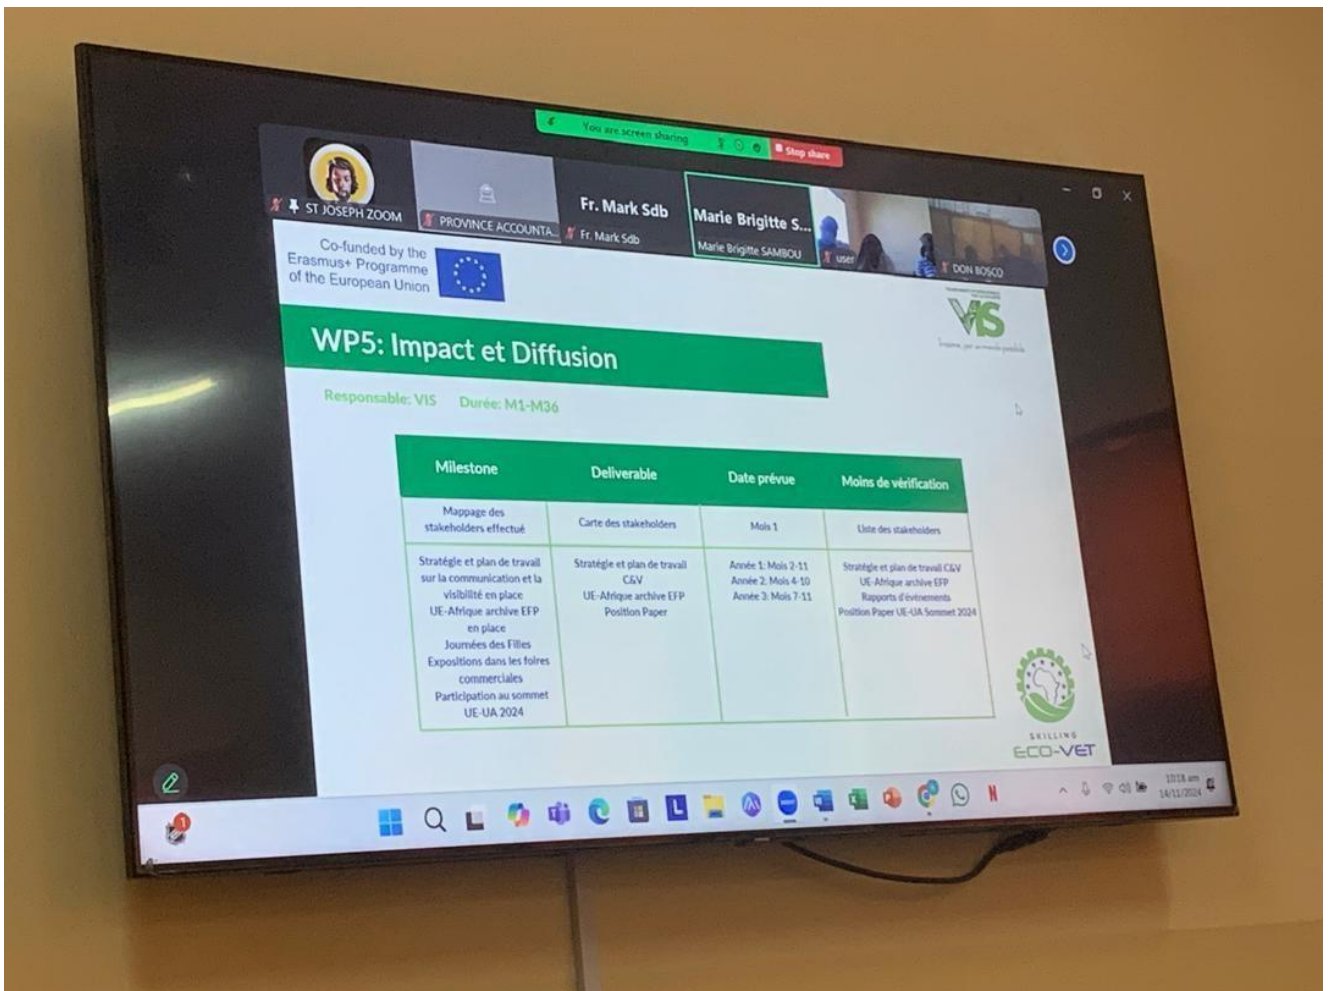 You are screen sharing
Stop share
ST JOSEPH ZOOM
PROVINCE ACCOUNTA...
Fr. Mark Sdb
Fr. Mark Sdb
Marie Brigitte S...
Marie Brigitte SAMBOU
user
DON BOSCO
Co-funded by the
Erasmus+ Programme
of the European Union
VIS
WP5: Impact et Diffusion
Responsable: VIS Durée: M1-M36
Milestone Deliverable Date prévue Moins de vérification
Mappage des
stakeholders effectué
Carte des stakeholders
Mois 1
Liste des stakeholders
Stratégie et plan de travail
sur la communication et la
visibilité en place
UE-Afrique archive EFP
en place
Journées des Filles
Expositions dans les foires
commerciales
Participation au sommet
UE-UA 2024
Stratégie et plan de travail
C&V
UE-Afrique archive EFP
Position Paper
Année 1: Mois 2-11
Année 2: Mois 4-10
Année 3: Mois 7-11
Stratégie et plan de travail C&V
UE-Afrique archive EFP
Rapports d'évènements
Position Paper UE-UA Sommet 2024
SKILLING
ECO-VET
1
L
N
10:18 am
14/11/2024